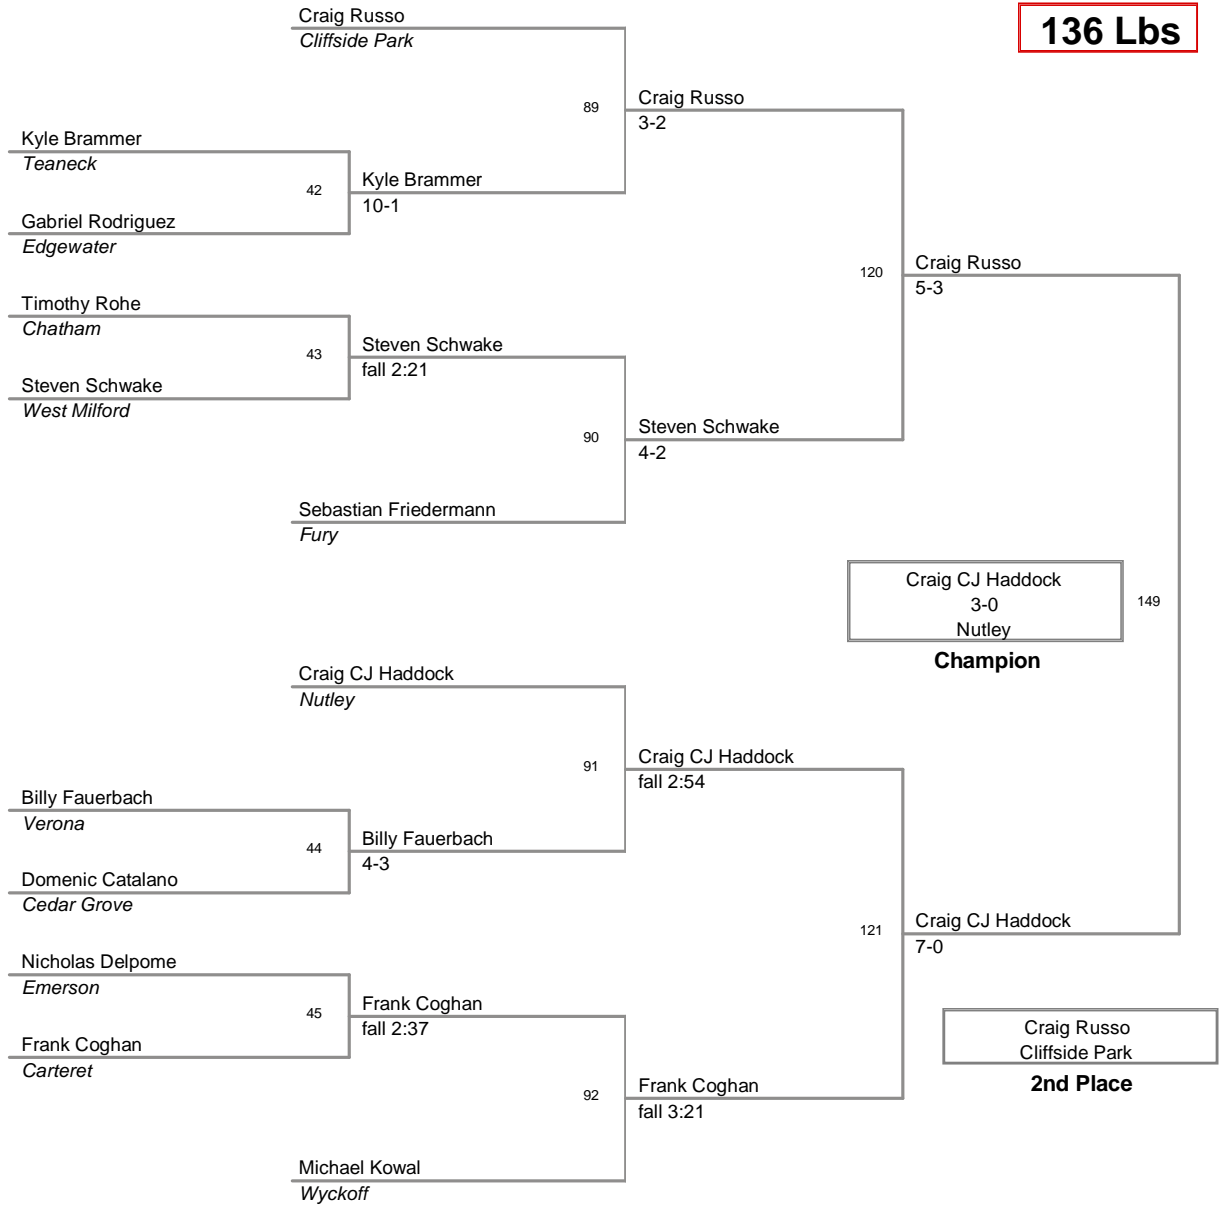 136 Lbs
Craig Russo
Cliffside Park
89
Craig Russo
3-2
Kyle Brammer
Teaneck
42
Kyle Brammer
10-1
Gabriel Rodriguez
Edgewater
120
Craig Russo
5-3
Timothy Rohe
Chatham
43
Steven Schwake
fall 2:21
Steven Schwake
West Milford
90
Steven Schwake
4-2
Sebastian Friedermann
Fury
Craig CJ Haddock
3-0
Nutley
149
Champion
Craig CJ Haddock
Nutley
91
Craig CJ Haddock
fall 2:54
Billy Fauerbach
Verona
44
Billy Fauerbach
4-3
Domenic Catalano
Cedar Grove
121
Craig CJ Haddock
7-0
Nicholas Delpome
Emerson
45
Frank Coghan
fall 2:37
Frank Coghan
Carteret
Craig Russo
Cliffside Park
2nd Place
92
Frank Coghan
fall 3:21
Michael Kowal
Wyckoff